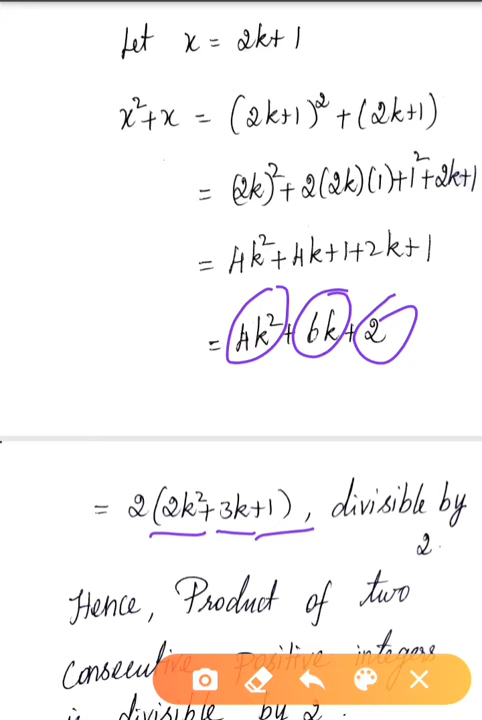 Let x = 2k+1
x²+x = (2k+1)² + (2k+1)
= (2k)² + 2(2k)(1)+1²+2k+1
= 4k²+4k+1+2k+1
= 4k²+6k+2
= 2(2k²+3k+1), divisible by
2.
Hence, Product of two
consecutive positive integers
is divisible by 2.